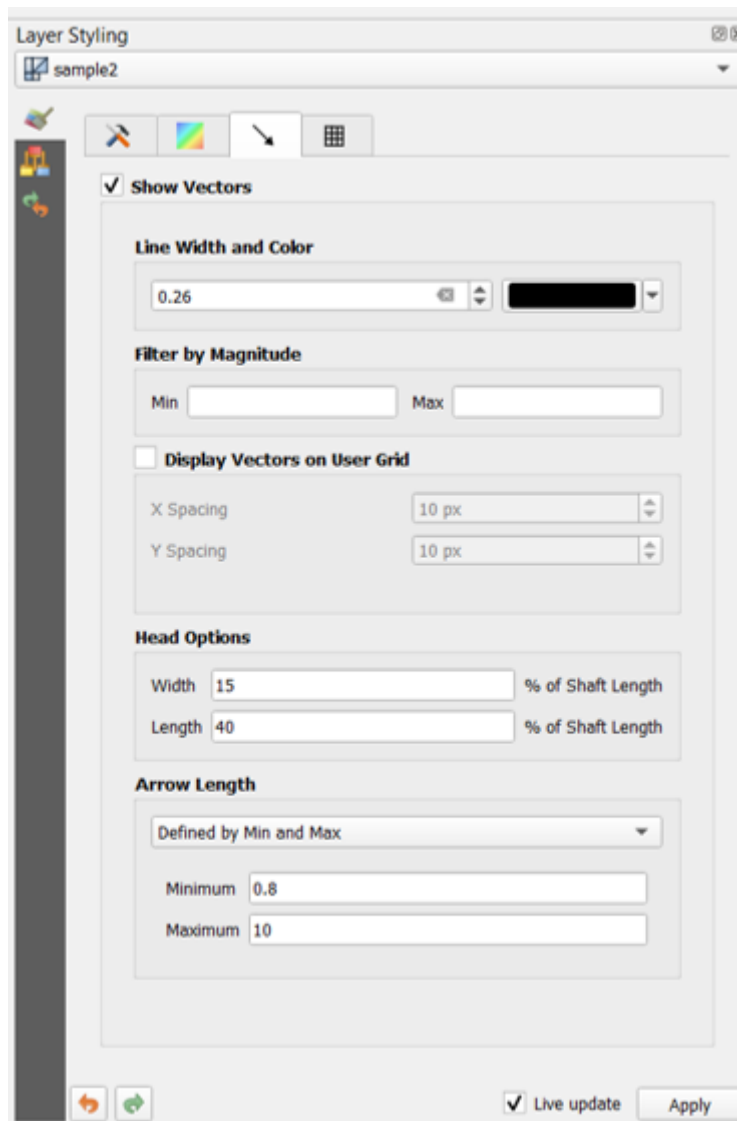 Layer Styling
sample2
Show Vectors
Line Width and Color
0.26
Filter by Magnitude
Min Max
Display Vectors on User Grid
X Spacing 10 px
Y Spacing 10 px
Head Options
Width 15 % of Shaft Length
Length 40 % of Shaft Length
Arrow Length
Defined by Min and Max
Minimum 0.8
Maximum 10
Live update Apply